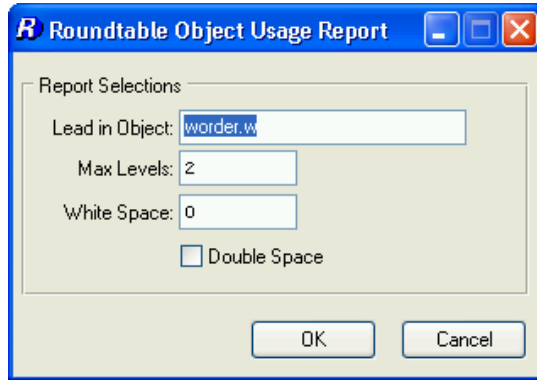 R Roundtable Object Usage Report
Report Selections
Lead in Object: worder.w
Max Levels: 2
White Space: 0
Double Space
OK Cancel